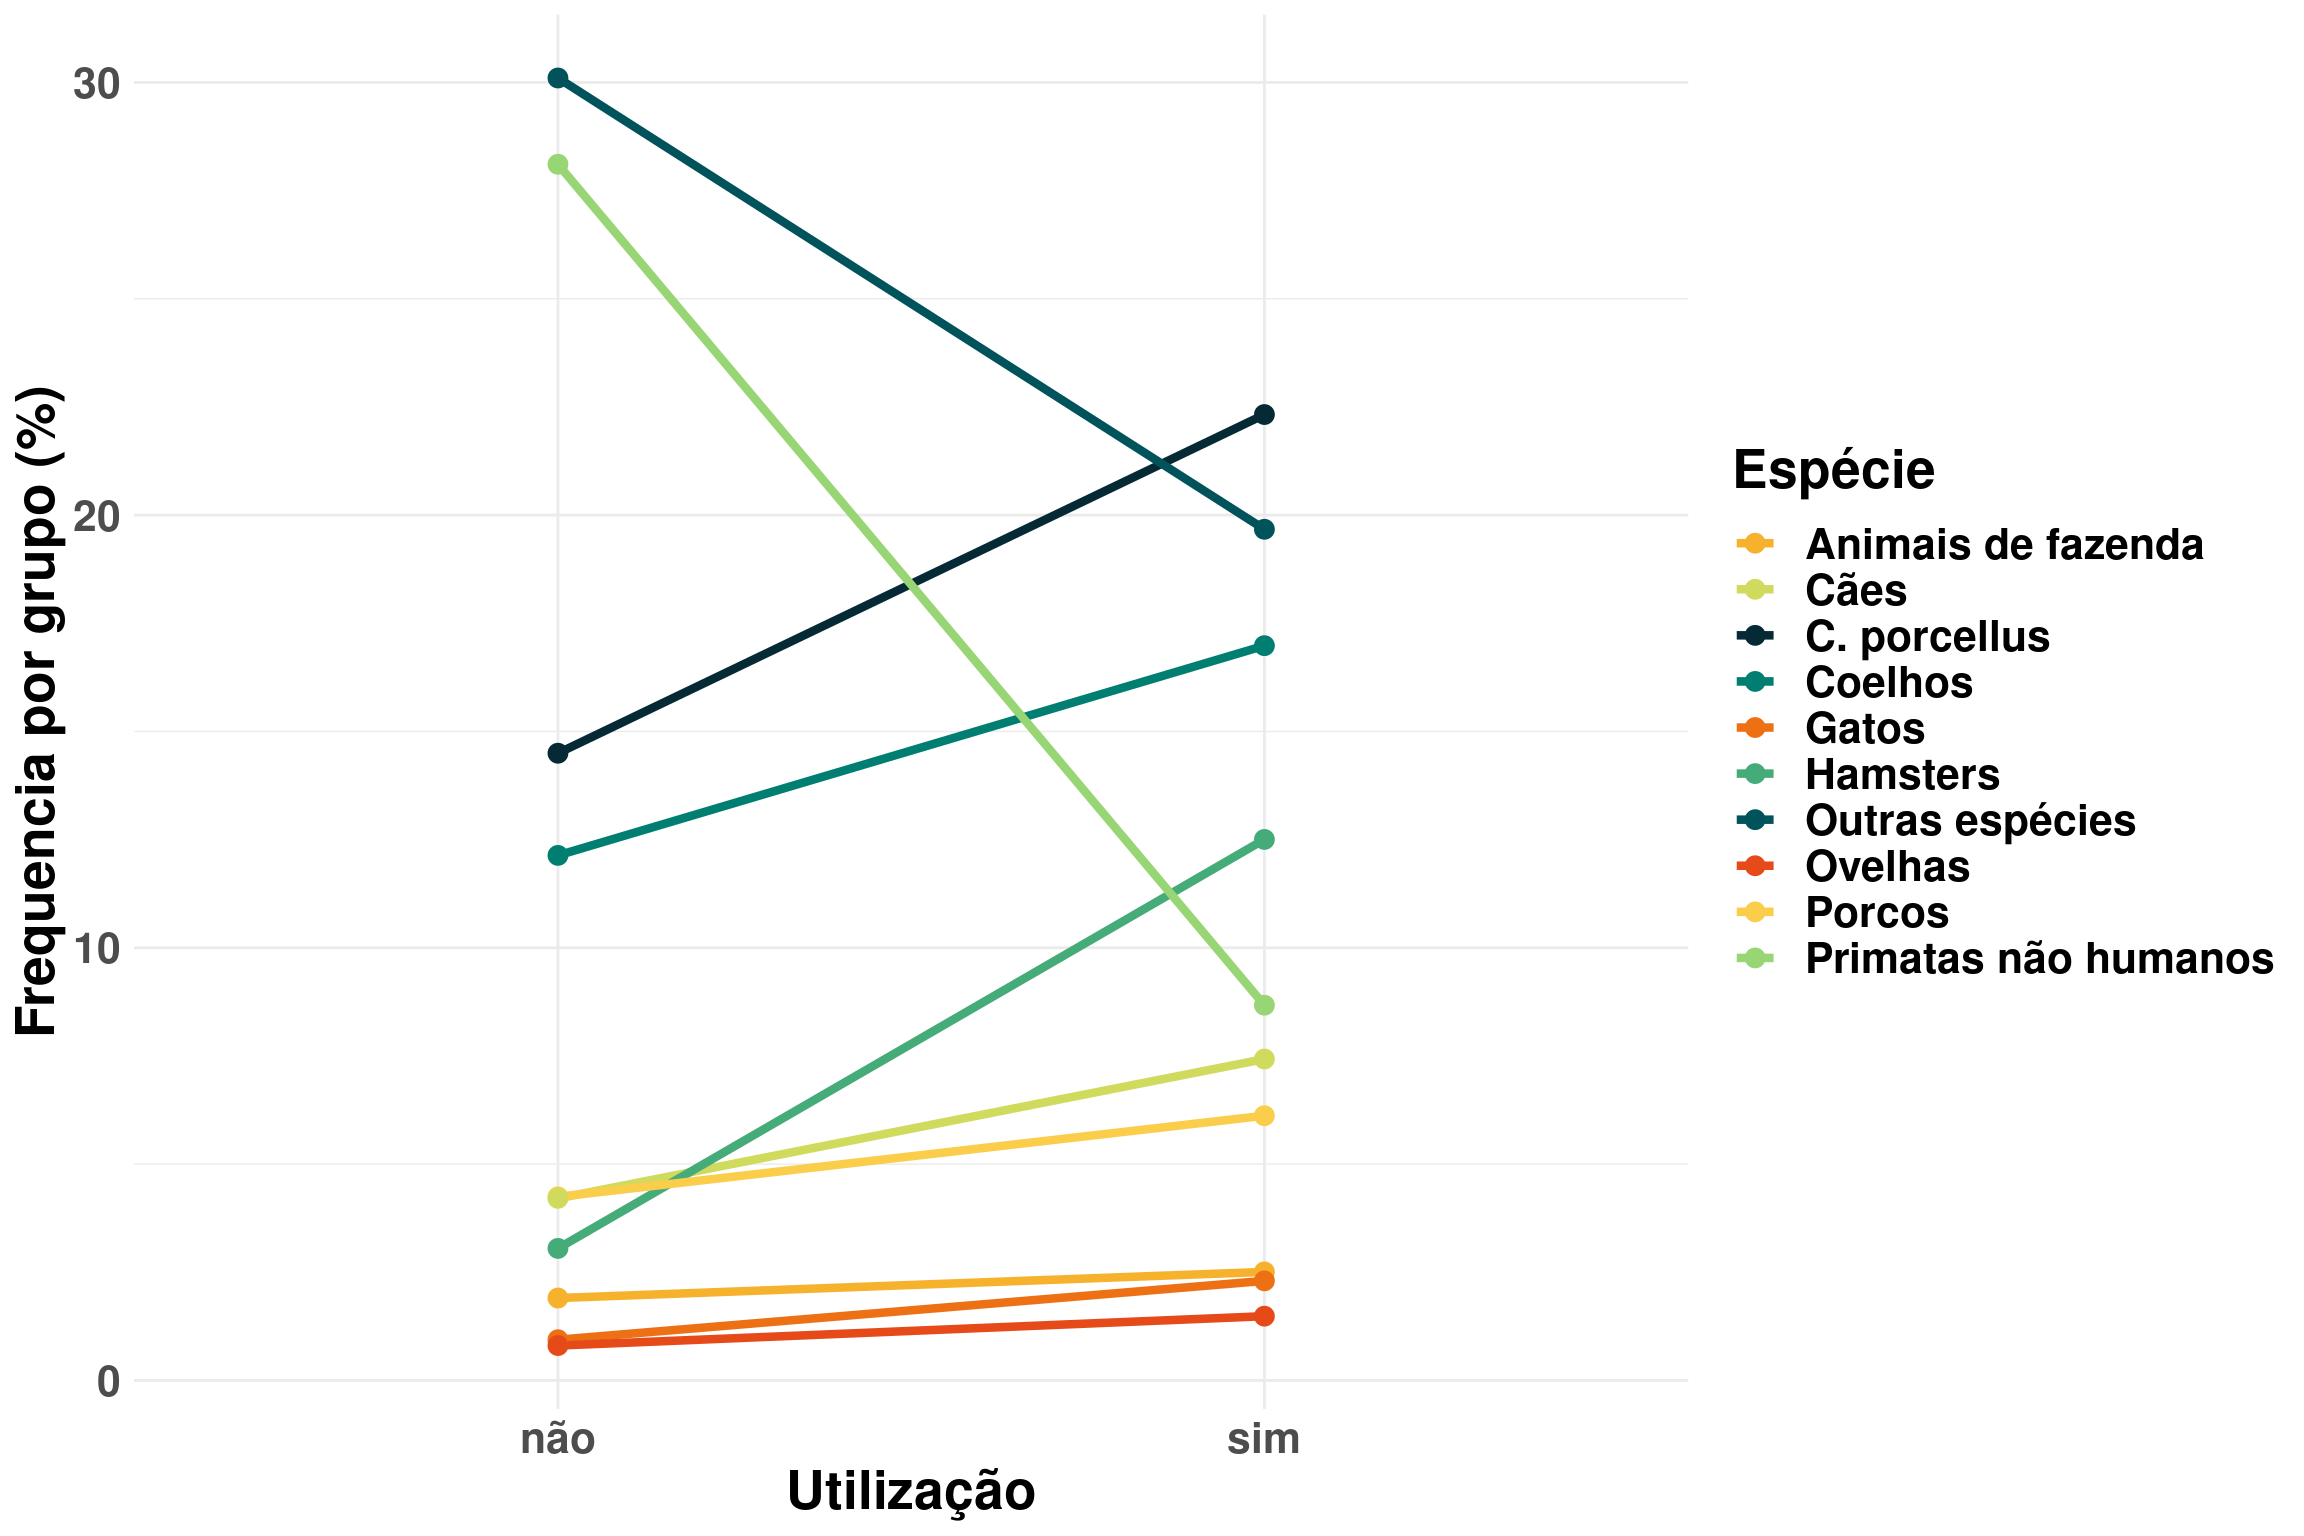 Frequencia por grupo (%)
30
20
10
0
não
sim
Utilização
Espécie
Animais de fazenda
Cães
C. porcellus
Coelhos
Gatos
Hamsters
Outras espécies
Ovelhas
Porcos
Primatas não humanos